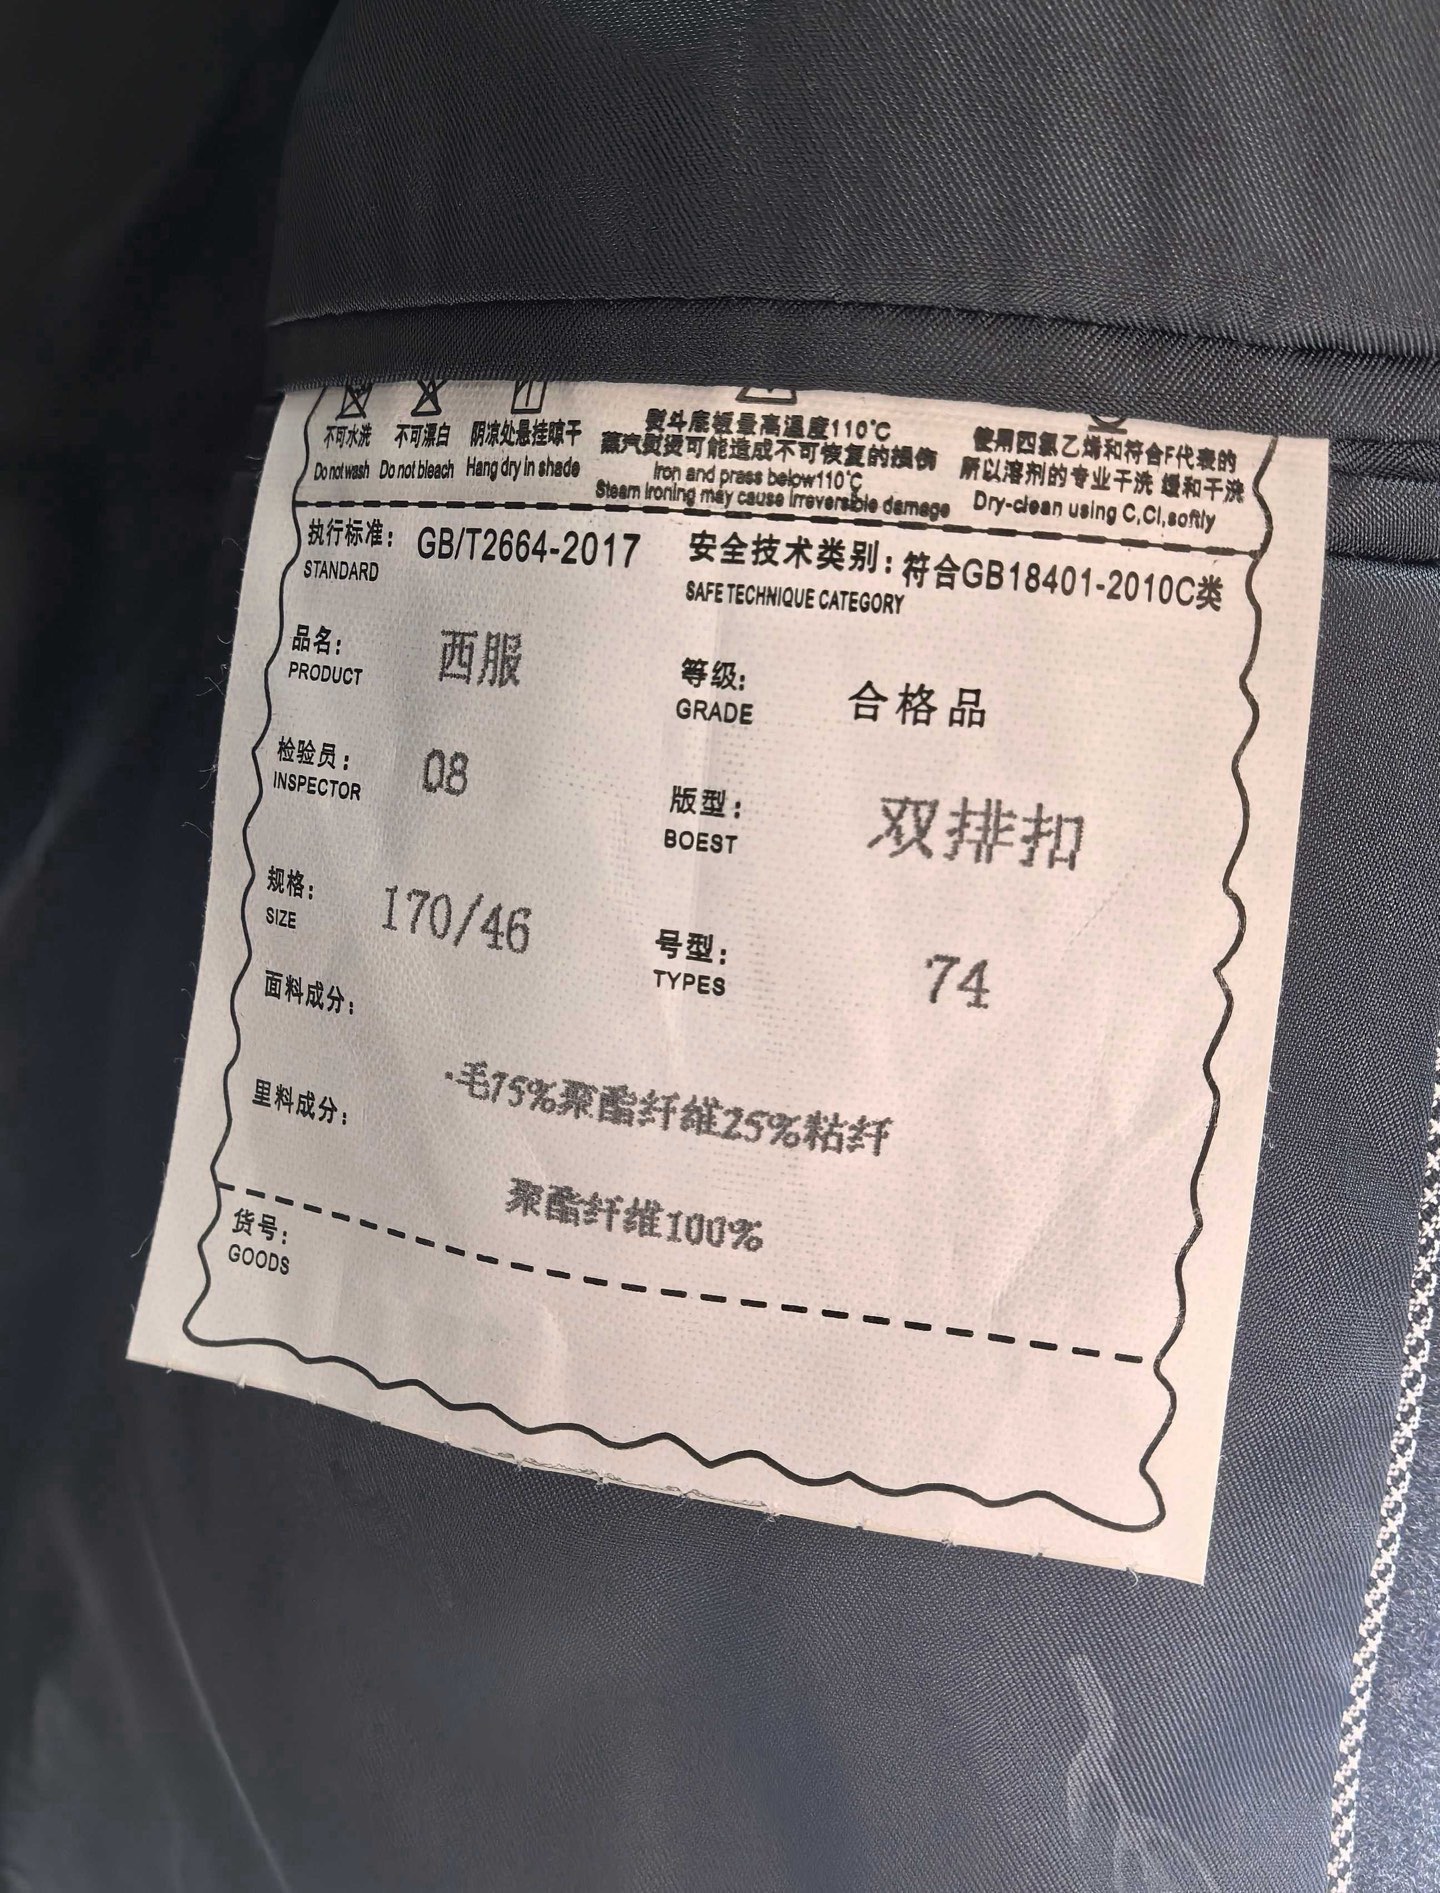 不可水洗 不可漂白 阴凉处悬挂晾干
Do not wash Do not bleach Hang dry in shade
熨斗底板最高温度110℃
蒸汽熨烫可能造成不可恢复的损伤
Iron and prass below110℃
Steam ironing may cause irreversible damage
使用四氯乙烯和符合F代表的
所以溶剂的专业干洗 缓和干洗
Dry-clean using C,Cl,softly
执行标准: GB/T2664-2017
STANDARD
安全技术类别: 符合GB18401-2010C类
SAFE TECHNIQUE CATEGORY
品名: 西服
PRODUCT
等级: 合格品
GRADE
检验员: 08
INSPECTOR
版型: 双排扣
BOEST
规格: 170/46
SIZE
号型: 74
TYPES
面料成分:
·毛75%聚酯纤维25%粘纤
里料成分:
聚酯纤维100%
货号:
GOODS